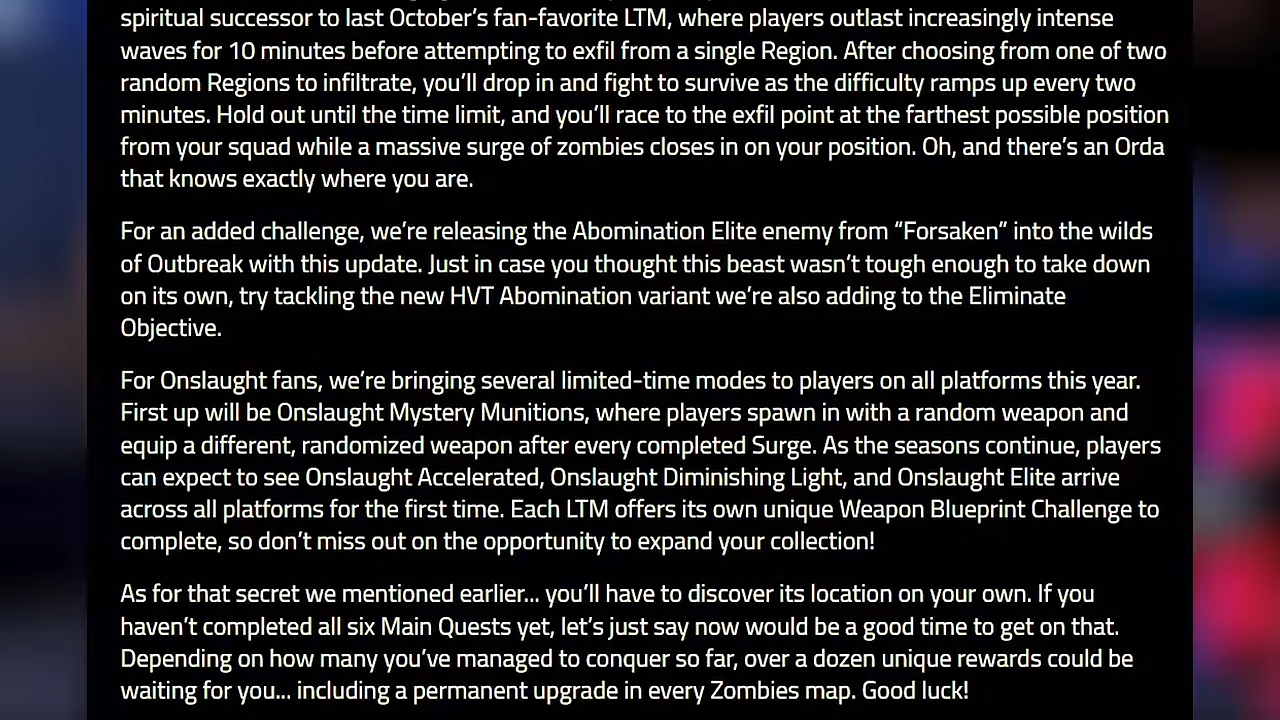 spiritual successor to last October's fan-favorite LTM, where players outlast increasingly intense
waves for 10 minutes before attempting to exfil from a single Region. After choosing from one of two
random Regions to infiltrate, you'll drop in and fight to survive as the difficulty ramps up every two
minutes. Hold out until the time limit, and you'll race to the exfil point at the farthest possible position
from your squad while a massive surge of zombies closes in on your position. Oh, and there's an Orda
that knows exactly where you are.
For an added challenge, we're releasing the Abomination Elite enemy from “Forsaken” into the wilds
of Outbreak with this update. Just in case you thought this beast wasn't tough enough to take down
on its own, try tackling the new HVT Abomination variant we're also adding to the Eliminate
Objective.
For Onslaught fans, we're bringing several limited-time modes to players on all platforms this year.
First up will be Onslaught Mystery Munitions, where players spawn in with a random weapon and
equip a different, randomized weapon after every completed Surge. As the seasons continue, players
can expect to see Onslaught Accelerated, Onslaught Diminishing Light, and Onslaught Elite arrive
across all platforms for the first time. Each LTM offers its own unique Weapon Blueprint Challenge to
complete, so don't miss out on the opportunity to expand your collection!
As for that secret we mentioned earlier... you'll have to discover its location on your own. If you
haven't completed all six Main Quests yet, let's just say now would be a good time to get on that.
Depending on how many you've managed to conquer so far, over a dozen unique rewards could be
waiting for you... including a permanent upgrade in every Zombies map. Good luck!